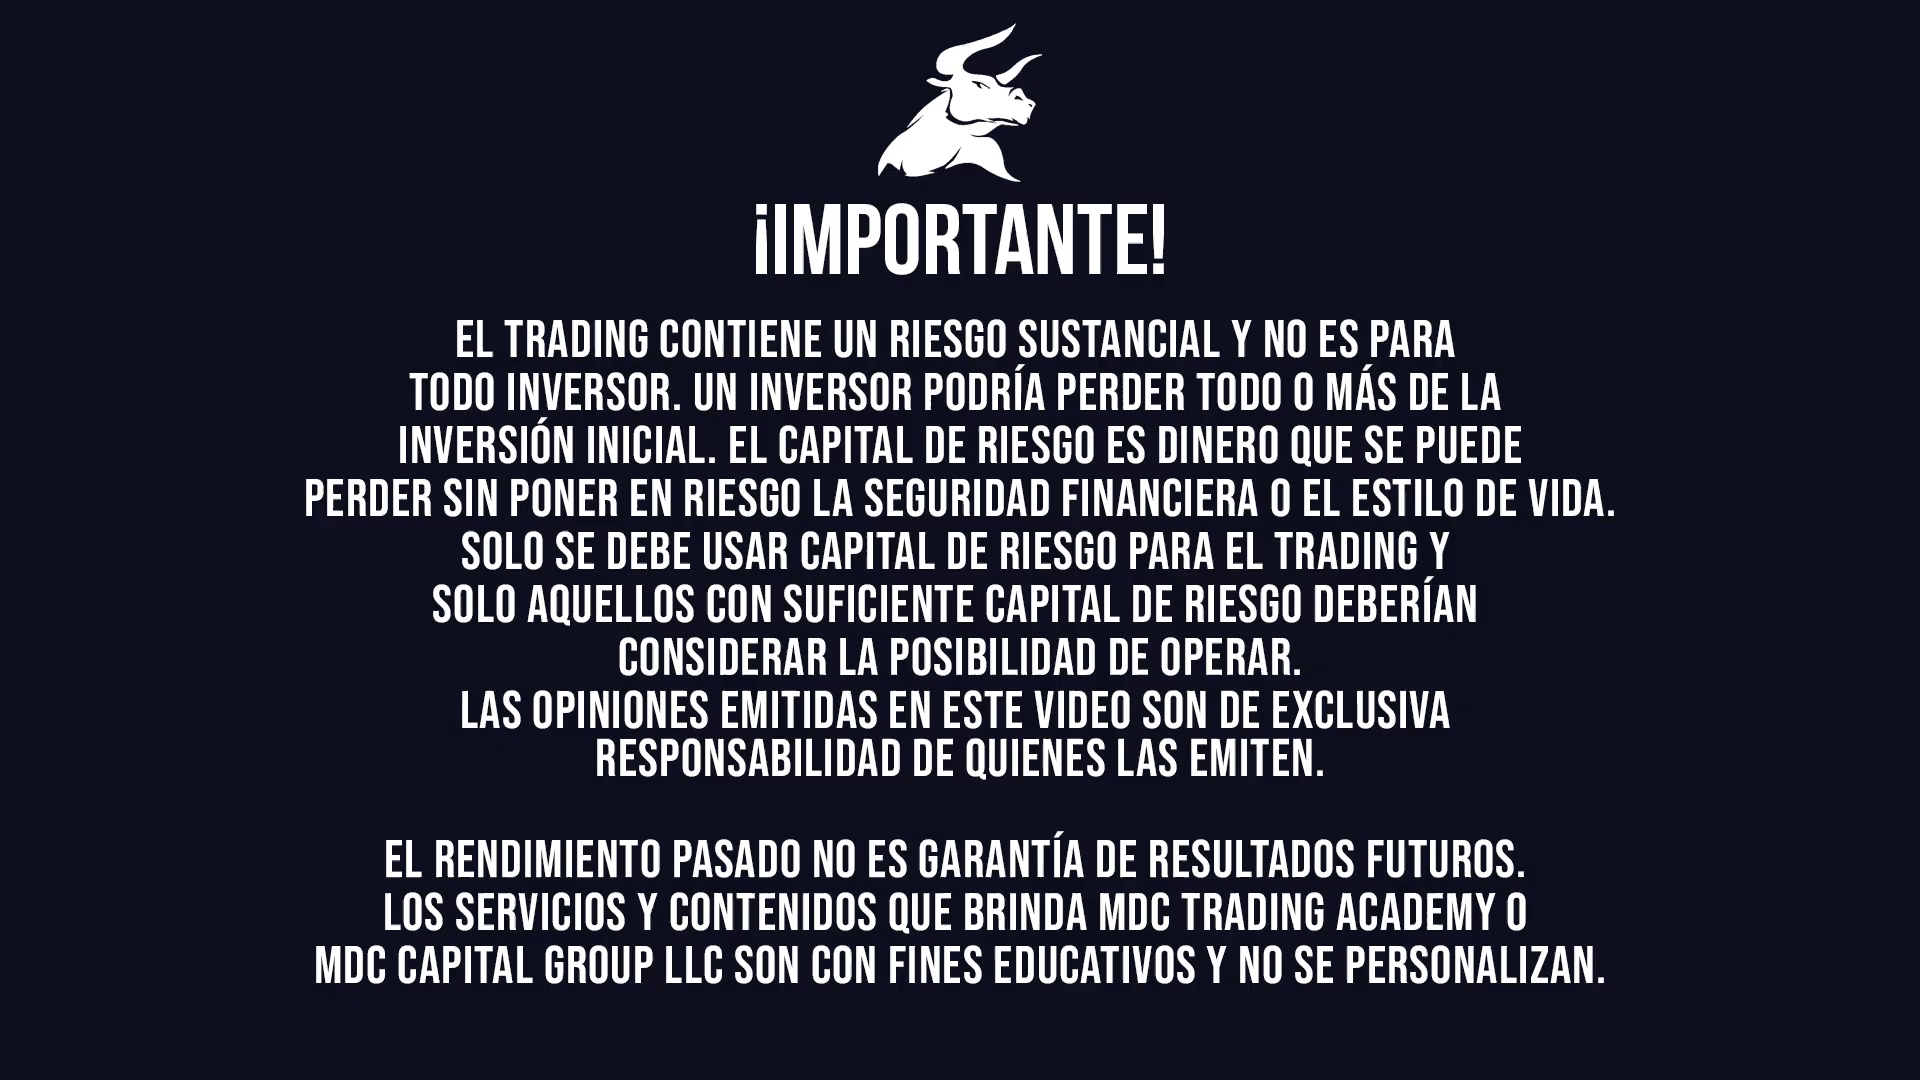 ¡IMPORTANTE!
EL TRADING CONTIENE UN RIESGO SUSTANCIAL Y NO ES PARA
TODO INVERSOR. UN INVERSOR PODRÍA PERDER TODO O MÁS DE LA
INVERSIÓN INICIAL. EL CAPITAL DE RIESGO ES DINERO QUE SE PUEDE
PERDER SIN PONER EN RIESGO LA SEGURIDAD FINANCIERA O EL ESTILO DE VIDA.
SOLO SE DEBE USAR CAPITAL DE RIESGO PARA EL TRADING Y
SOLO AQUELLOS CON SUFICIENTE CAPITAL DE RIESGO DEBERÍAN
CONSIDERAR LA POSIBILIDAD DE OPERAR.
LAS OPINIONES EMITIDAS EN ESTE VIDEO SON DE EXCLUSIVA
RESPONSABILIDAD DE QUIENES LAS EMITEN.
EL RENDIMIENTO PASADO NO ES GARANTÍA DE RESULTADOS FUTUROS.
LOS SERVICIOS Y CONTENIDOS QUE BRINDA MDC TRADING ACADEMY O
MDC CAPITAL GROUP LLC SON CON FINES EDUCATIVOS Y NO SE PERSONALIZAN.